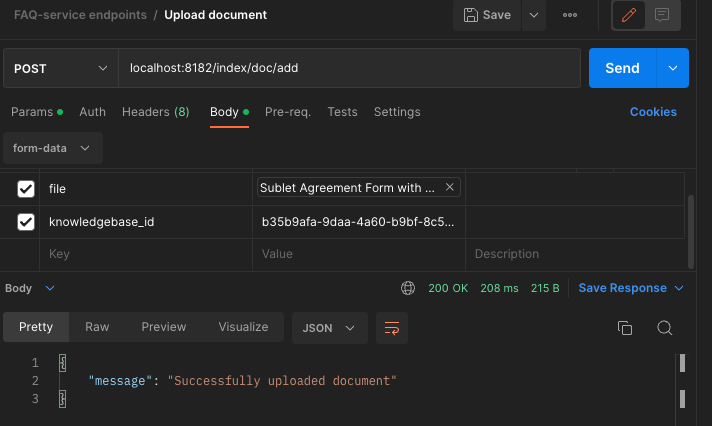 FAQ-service endpoints / Upload document
Save
POST
localhost:8182/index/doc/add
Send
Params Auth Headers (8) Body Pre-req. Tests Settings Cookies
form-data
file Sublet Agreement Form with ...
knowledgebase_id b35b9afa-9daa-4a60-b9bf-8c5...
Key Value Description
Body 200 OK 208 ms 215 B Save Response
Pretty Raw Preview Visualize JSON
1 {
2 "message": "Successfully uploaded document"
3 }